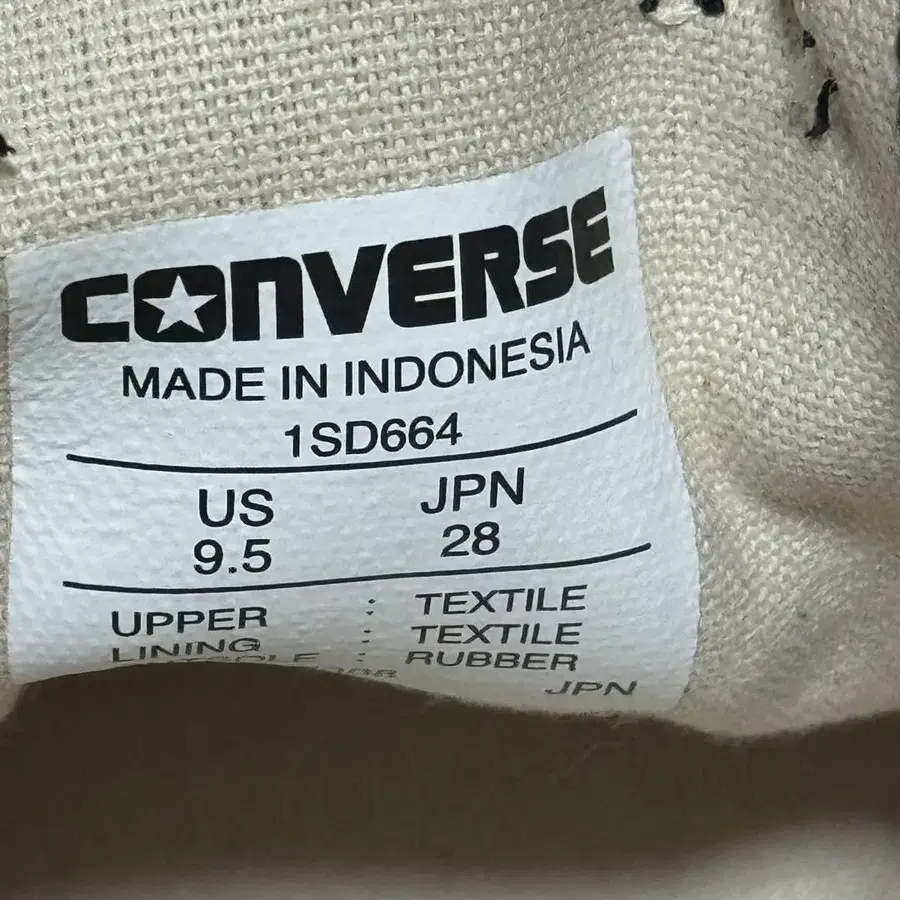 CONVERSE
MADE IN INDONESIA
1SD664
US JPN
9.5 28
UPPER : TEXTILE
LINING : TEXTILE
: RUBBER
JPN